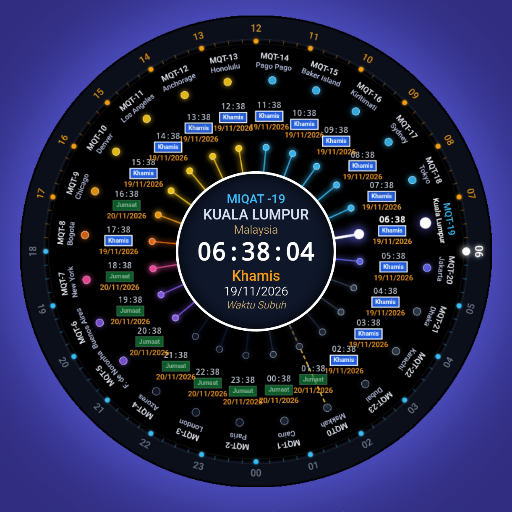 MIQAT -19
KUALA LUMPUR
Malaysia
06:38:04
Khamis
19/11/2026
Waktu Subuh
12
11
10
09
08
07
06
05
04
03
02
01
00
23
22
21
20
19
18
17
16
15
14
13
MQT-14
Pago Pago
11:38
Khamis
19/11/2026
MQT-15
Baker Island
10:38
Khamis
19/11/2026
MQT-16
Kiritimati
09:38
Khamis
19/11/2026
MQT-17
Sydney
08:38
Khamis
19/11/2026
MQT-18
Tokyo
07:38
Khamis
19/11/2026
MQT-19
Kuala Lumpur
06:38
Khamis
19/11/2026
MQT-20
Jakarta
05:38
Khamis
19/11/2026
MQT-21
Dhaka
04:38
Khamis
19/11/2026
MQT-22
Karachi
03:38
Khamis
19/11/2026
MQT-23
Dubai
02:38
Khamis
19/11/2026
MQT0
Makkah
01:38
Jumaat
20/11/2026
MQT-1
Cairo
00:38
Jumaat
20/11/2026
MQT-2
Paris
23:38
Jumaat
20/11/2026
MQT-3
London
22:38
Jumaat
20/11/2026
MQT-4
Azores
21:38
Jumaat
20/11/2026
MQT-5
F. de Noronha
20:38
Jumaat
20/11/2026
MQT-6
Buenos Aires
19:38
Jumaat
20/11/2026
MQT-7
New York
18:38
Jumaat
20/11/2026
MQT-8
Bogota
17:38
Khamis
19/11/2026
MQT-9
Chicago
16:38
Jumaat
20/11/2026
MQT-10
Denver
15:38
Khamis
19/11/2026
MQT-11
Los Angeles
14:38
Khamis
19/11/2026
MQT-12
Anchorage
13:38
Khamis
19/11/2026
MQT-13
Honolulu
12:38
Khamis
19/11/2026